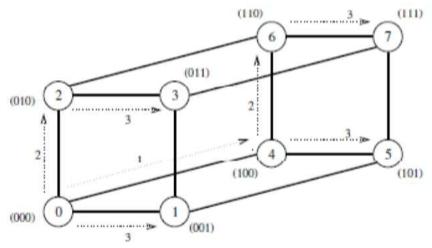 (110) 3 (111)
6 7
(011)
2 3 2
(010) 3
3
2 1
4 5
(100) (101)
(000) 0 1 (001)
3